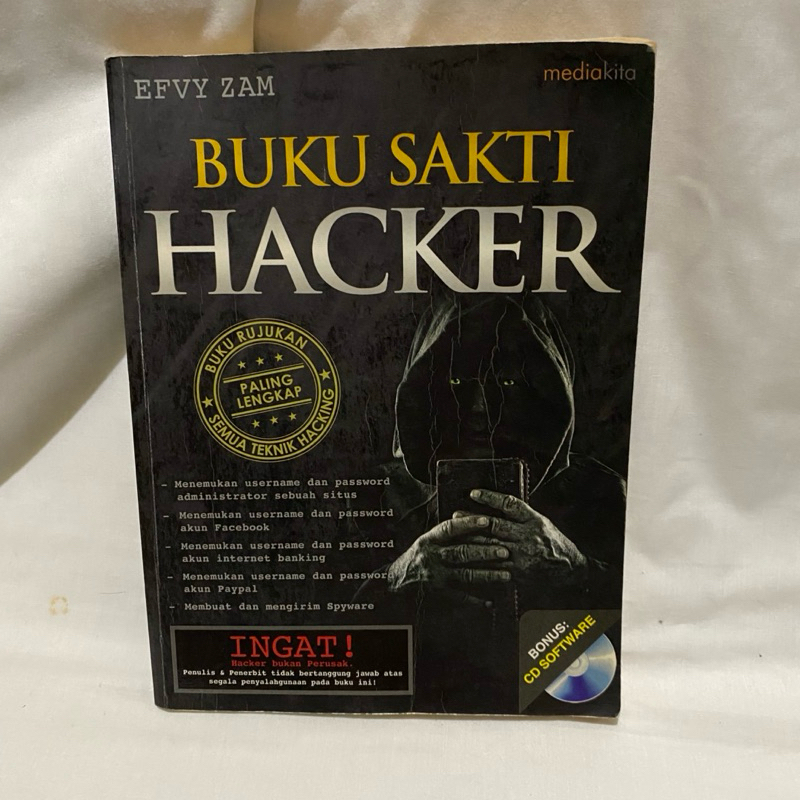 EFVY ZAM
mediakita
BUKU SAKTI
HACKER
BUKU RUJUKAN
PALING
LENGKAP
SEMUA TEKNIK HACKING
- Menemukan username dan password
administrator sebuah situs
- Menemukan username dan password
akun Facebook
- Menemukan username dan password
akun internet banking
- Menemukan username dan password
akun Paypal
- Membuat dan mengirim Spyware
INGAT!
Hacker bukan Perusak.
Penulis & Penerbit tidak bertanggung jawab atas
segala penyalahgunaan pada buku ini!
BONUS:
CD SOFTWARE